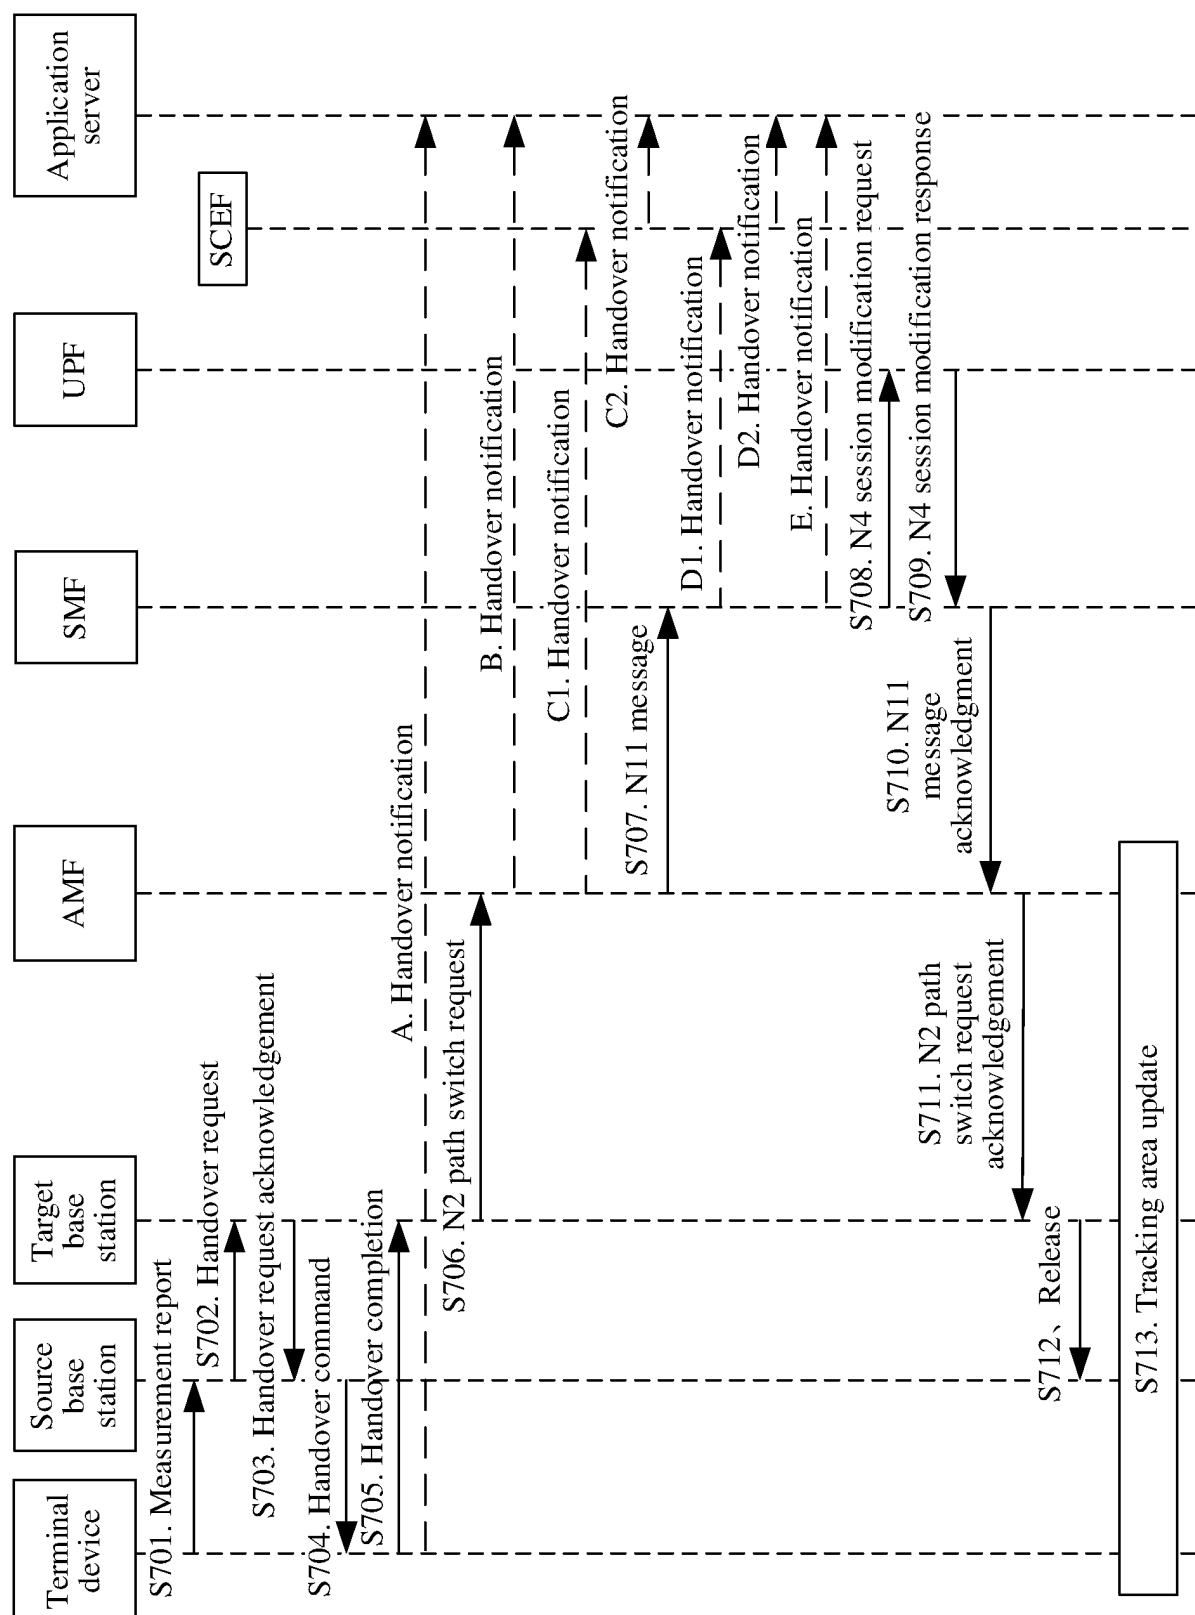 Terminal
device
Source
base
station
Target
base
station
AMF
SMF
UPF
SCEF
Application
server
S701. Measurement report
S702. Handover request
S703. Handover request acknowledgement
S704. Handover command
S705. Handover completion
A. Handover notification
S706. N2 path switch request
B. Handover notification
C1. Handover notification
C2. Handover notification
S707. N11 message
D1. Handover notification
D2. Handover notification
E. Handover notification
S708. N4 session modification request
S709. N4 session modification response
S710. N11
message
acknowledgment
S711. N2 path
switch request
acknowledgement
S712、Release
S713. Tracking area update